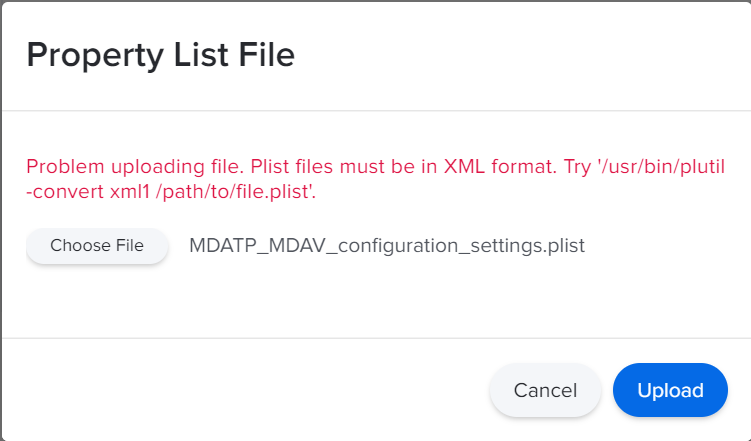 Property List File
Problem uploading file. Plist files must be in XML format. Try '/usr/bin/plutil
-convert xml1 /path/to/file.plist'.
Choose File MDATP_MDAV_configuration_settings.plist
Cancel Upload